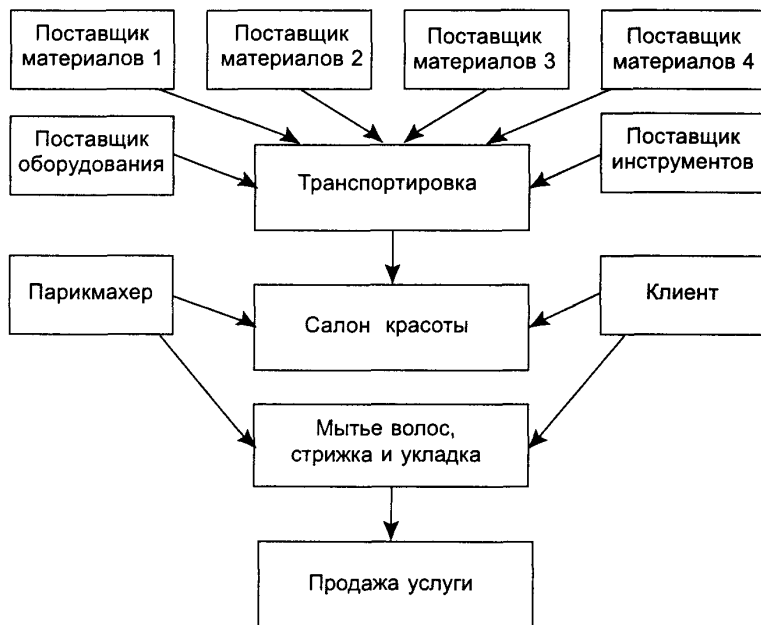 Поставщик
материалов 1
Поставщик
материалов 2
Поставщик
материалов 3
Поставщик
материалов 4
Поставщик
оборудования
Транспортировка
Поставщик
инструментов
Парикмахер
Салон красоты
Клиент
Мытье волос,
стрижка и укладка
Продажа услуги